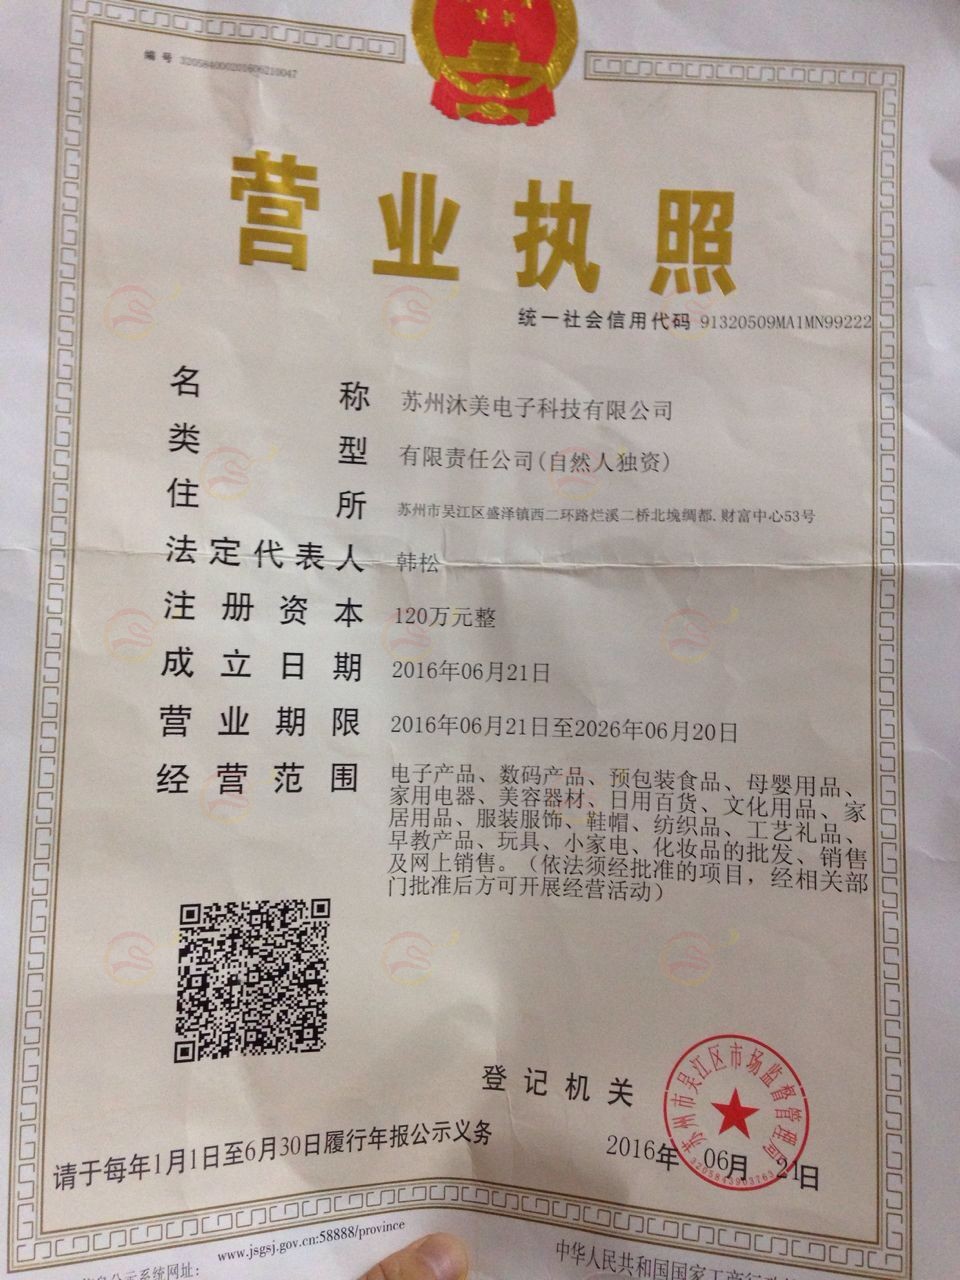 编号 320584000201606210047
营业执照
统一社会信用代码 91320509MA1MN99222
名称 苏州沐美电子科技有限公司
类型 有限责任公司(自然人独资)
住所 苏州市吴江区盛泽镇西二环路烂溪二桥北堍绸都.财富中心53号
法定代表人 韩松
注册资本 120万元整
成立日期 2016年06月21日
营业期限 2016年06月21日至2026年06月20日
经营范围 电子产品、数码产品、预包装食品、母婴用品、
家用电器、美容器材、日用百货、文化用品、家
居用品、服装服饰、鞋帽、纺织品、工艺礼品、
早教产品、玩具、小家电、化妆品的批发、销售
及网上销售。（依法须经批准的项目，经相关部
门批准后方可开展经营活动）
登记机关
苏州市吴江区市场监督管理局
3205843903763
2016年06月21日
请于每年1月1日至6月30日履行年报公示义务
www.jsgsj.gov.cn:58888/province
信息公示系统网址：
中华人民共和国国家工商行政